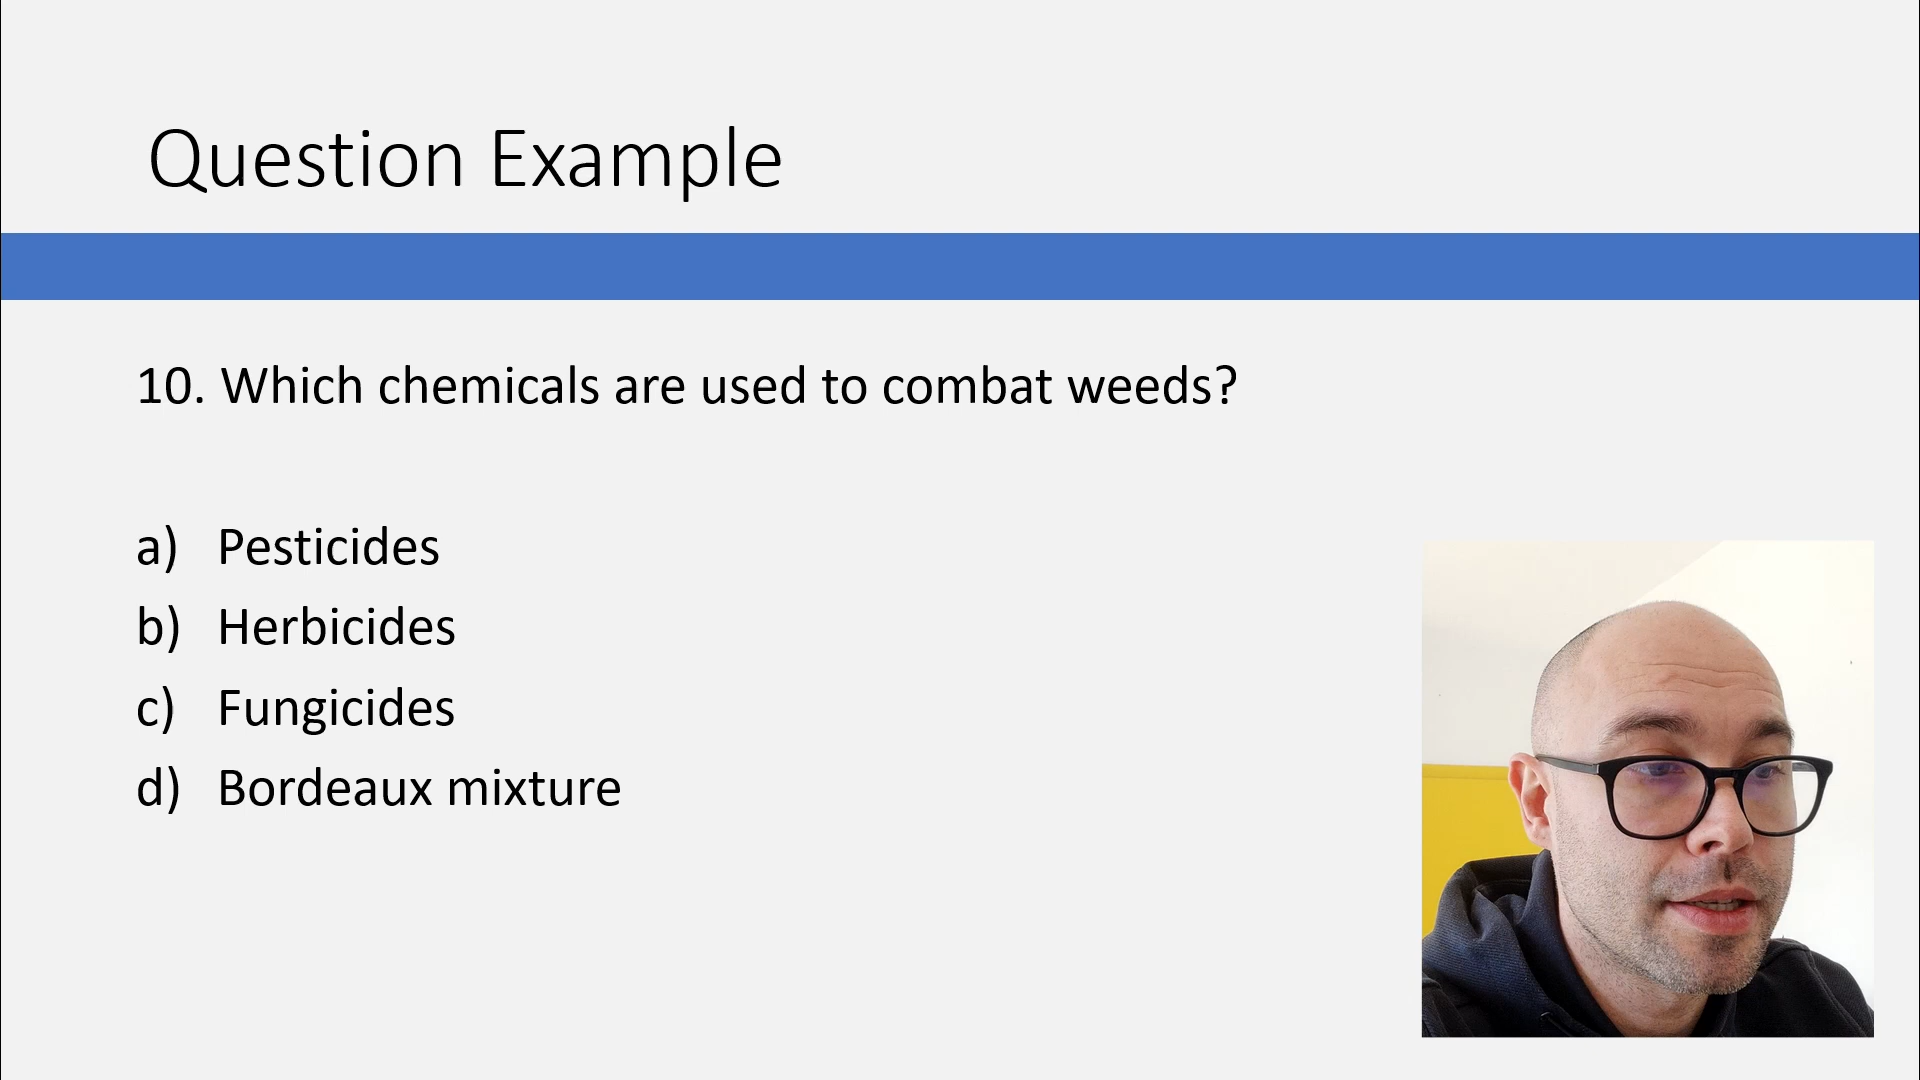 Question Example
10. Which chemicals are used to combat weeds?
a) Pesticides
b) Herbicides
c) Fungicides
d) Bordeaux mixture